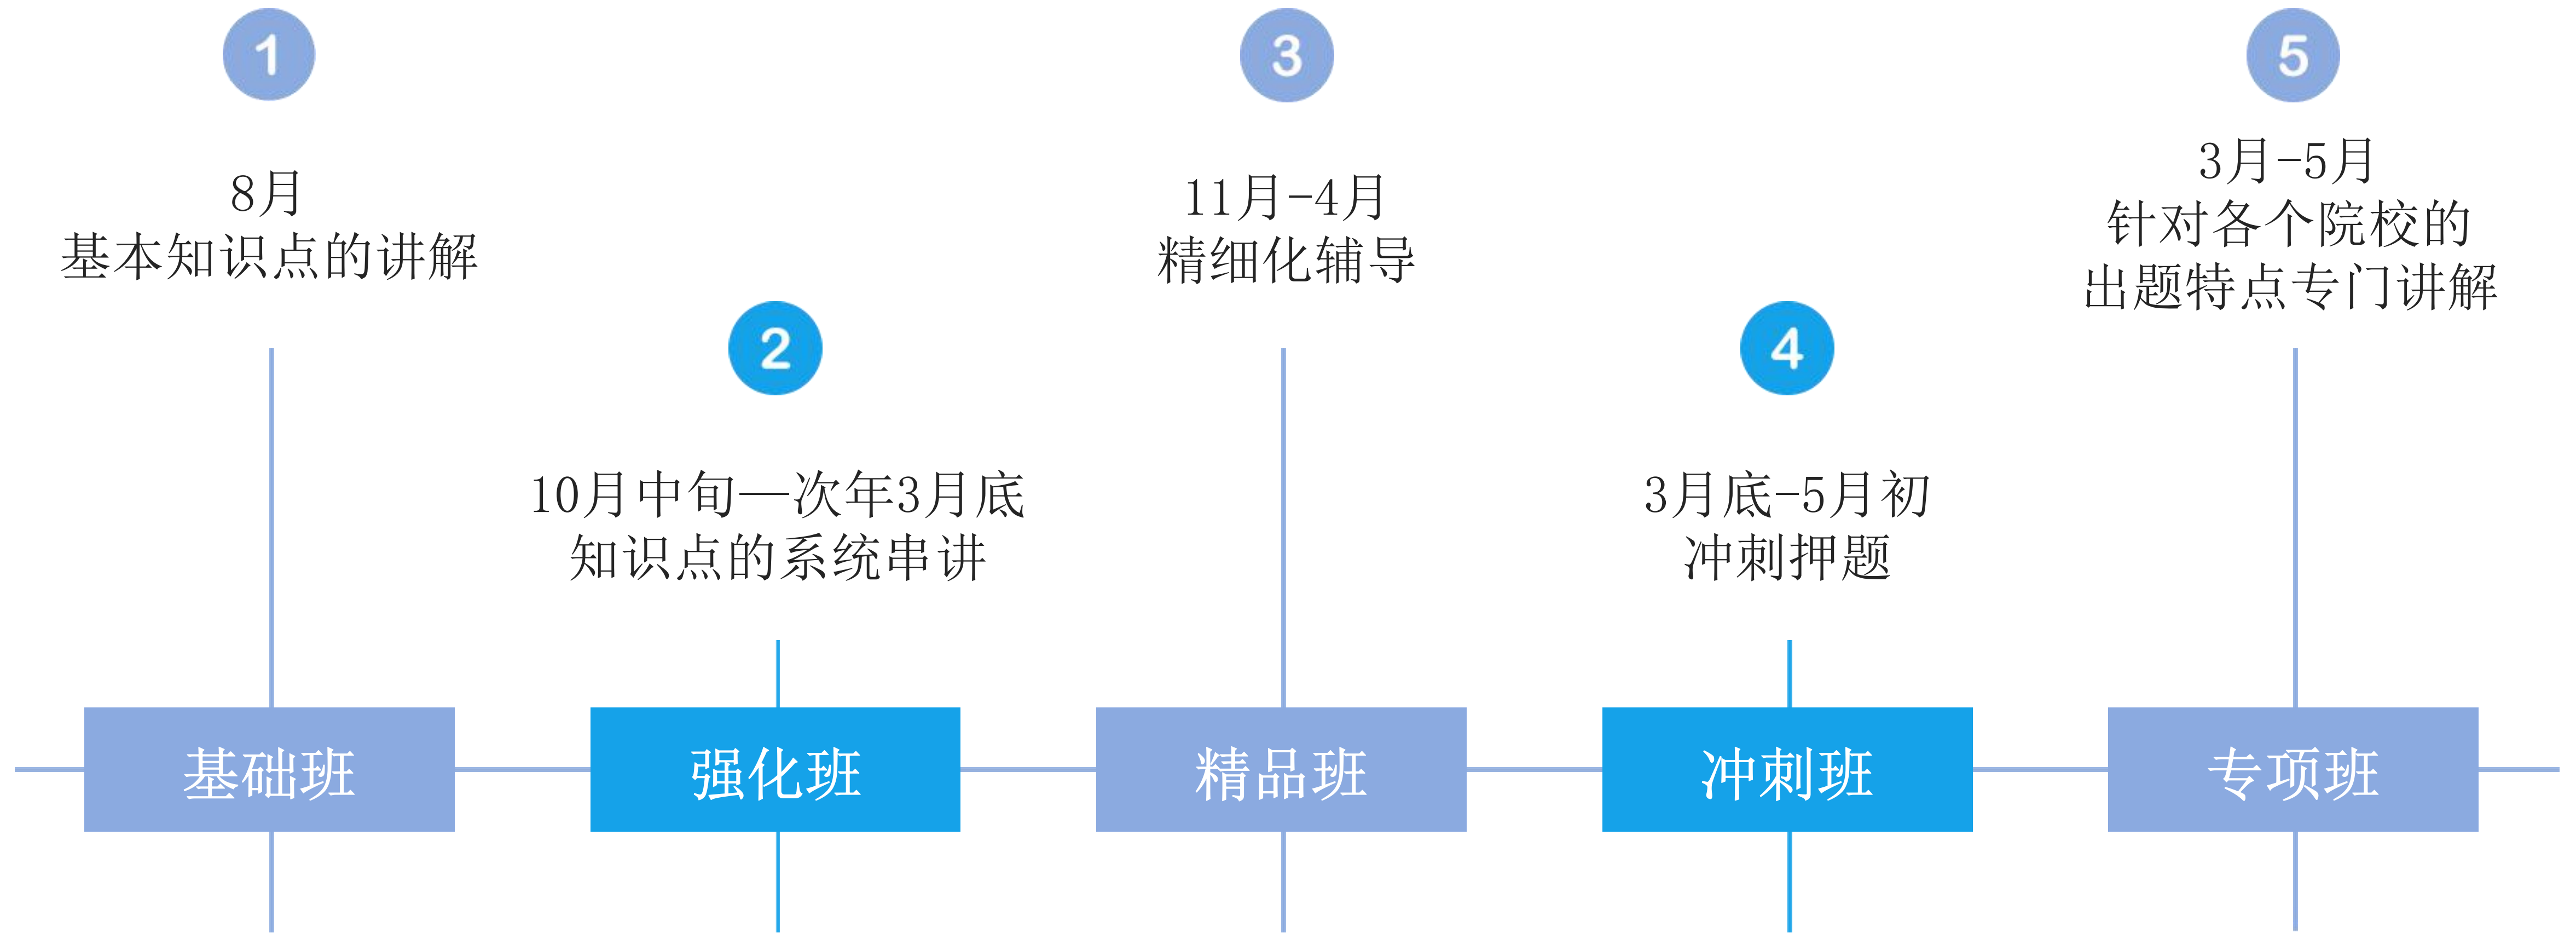 1
8月
基本知识点的讲解
基础班
2
10月中旬—次年3月底
知识点的系统串讲
强化班
3
11月-4月
精细化辅导
精品班
4
3月底-5月初
冲刺押题
冲刺班
5
3月-5月
针对各个院校的
出题特点专门讲解
专项班